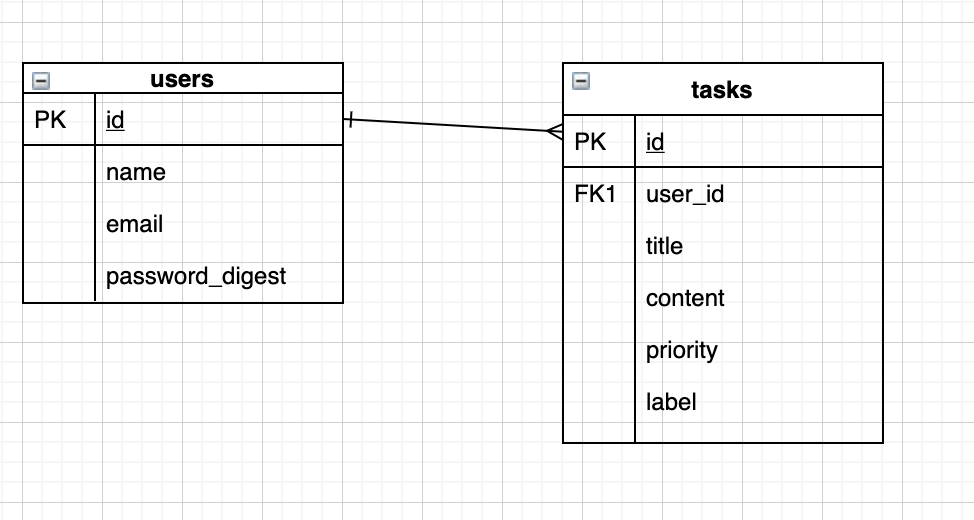 users
PK id
name
email
password_digest
tasks
PK id
FK1 user_id
title
content
priority
label